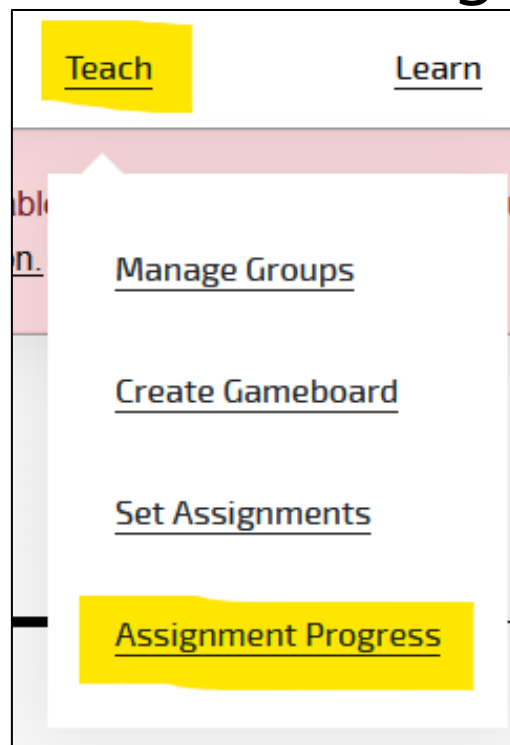 Teach Learn
n.
Manage Groups
Create Gameboard
Set Assignments
Assignment Progress